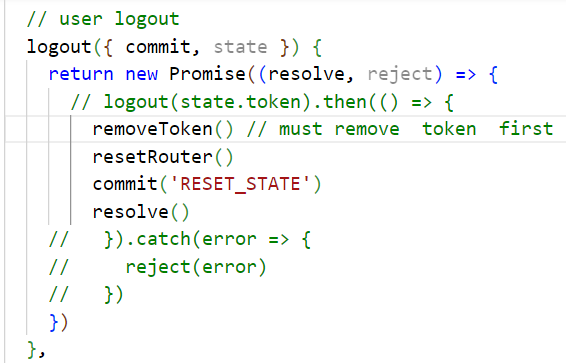 // user logout
logout({ commit, state }) {
  return new Promise((resolve, reject) => {
    // logout(state.token).then(() => {
      removeToken() // must remove  token  first
      resetRouter()
      commit('RESET_STATE')
      resolve()
  //   }).catch(error => {
  //     reject(error)
  //   })
  })
},